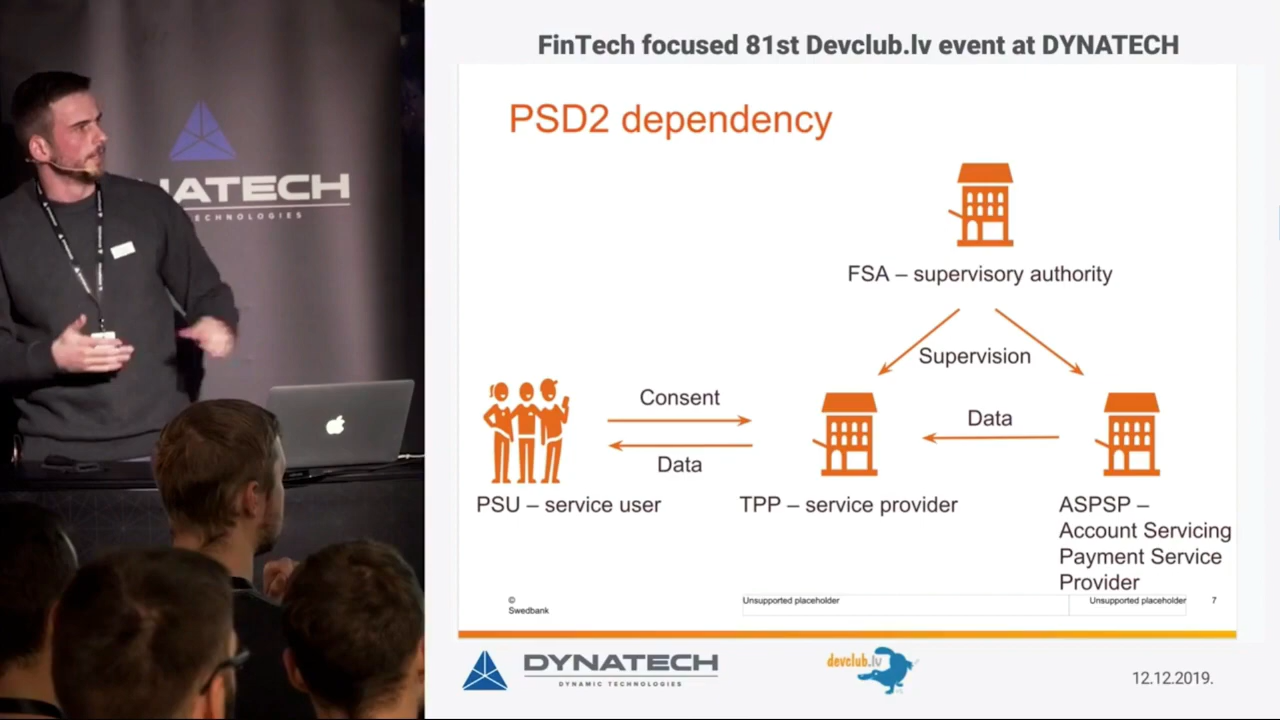 FinTech focused 81st Devclub.lv event at DYNATECH
NATECH
TECHNOLOGIES
PSD2 dependency
FSA – supervisory authority
Supervision
Consent
Data
Data
PSU – service user
TPP – service provider
ASPSP –
Account Servicing
Payment Service
Provider
©
Swedbank
Unsupported placeholder
Unsupported placeholder
7
DYNATECH
DYNAMIC TECHNOLOGIES
devclub.lv
12.12.2019.